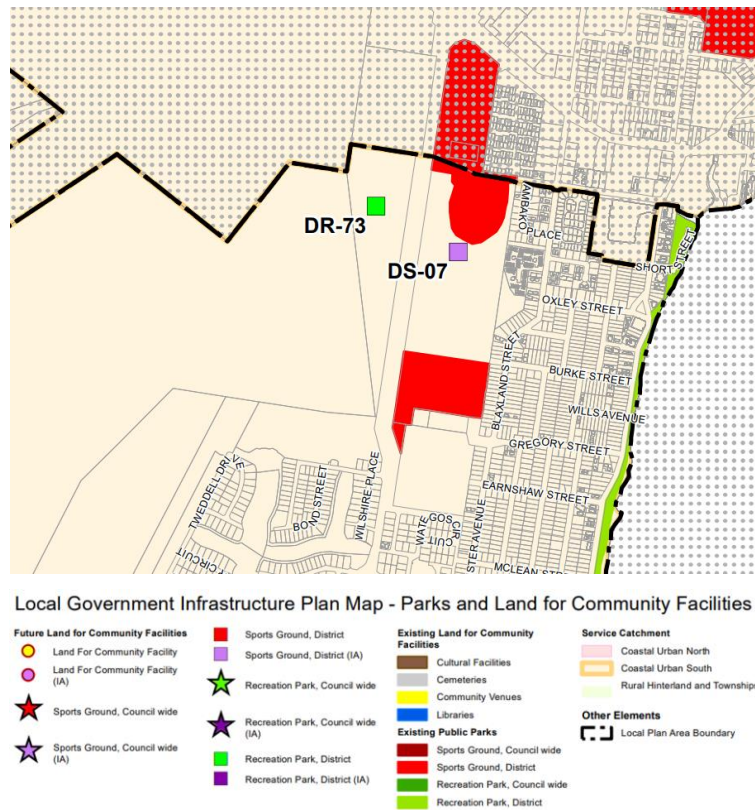 AMBAKO
PLACE
DR-73
DS-07
SHORT STREET
OXLEY STREET
BLAXLAND STREET
BURKE STREET
WILLS AVENUE
GREGORY STREET
TWEDDELL DRIVE
BOND STREET
WILSHIRE PLACE
EARNSHAW STREET
WATE
GOS
CIR
CUIT
STER AVENUE
CIRCUIT
MCLEAN
Local Government Infrastructure Plan Map - Parks and Land for Community Facilities
Future Land for Community Facilities
Land For Community Facility
Land For Community Facility
(IA)
Sports Ground, Council wide
Sports Ground, Council wide
(IA)
Sports Ground, District
Sports Ground, District (IA)
Recreation Park, Council wide
Recreation Park, Council wide
(IA)
Recreation Park, District
Recreation Park, District (IA)
Existing Land for Community
Facilities
Cultural Facilities
Cemeteries
Community Venues
Libraries
Existing Public Parks
Sports Ground, Council wide
Sports Ground, District
Recreation Park, Council wide
Recreation Park, District
Service Catchment
Coastal Urban North
Coastal Urban South
Rural Hinterland and Township
Other Elements
Local Plan Area Boundary